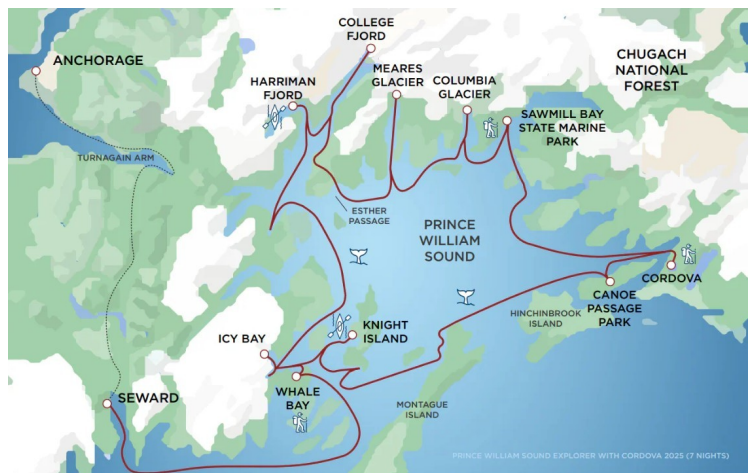 COLLEGE
FJORD
ANCHORAGE
MEARES
GLACIER
COLUMBIA
GLACIER
CHUGACH
NATIONAL
FOREST
HARRIMAN
FJORD
SAWMILL BAY
STATE MARINE
PARK
TURNAGAIN ARM
ESTHER
PASSAGE
PRINCE
WILLIAM
SOUND
CORDOVA
CANOE
PASSAGE
PARK
HINCHINBROOK
ISLAND
KNIGHT
ISLAND
ICY BAY
SEWARD
WHALE
BAY
MONTAGUE
ISLAND
PRINCE WILLIAM SOUND EXPLORER WITH CORDOVA 2025 (7 NIGHTS)